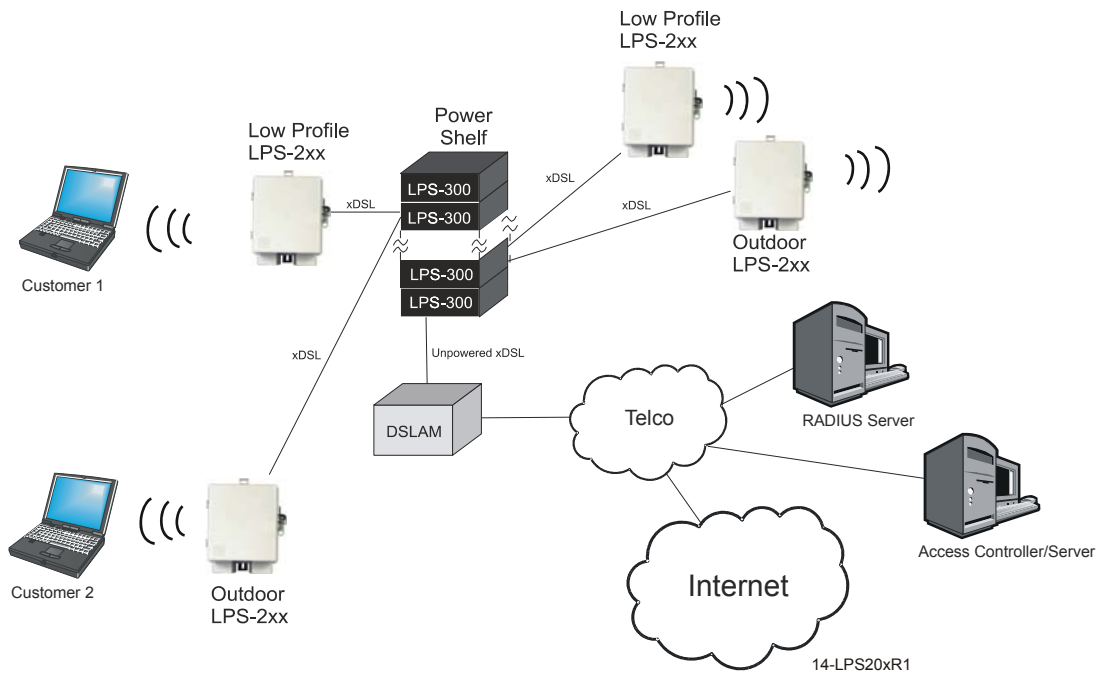 Low Profile
LPS-2xx
Power
Shelf
Low Profile
LPS-2xx
LPS-300
LPS-300
xDSL
xDSL
xDSL
Customer 1
LPS-300
LPS-300
Outdoor
LPS-2xx
xDSL
Unpowered xDSL
DSLAM
Telco
RADIUS Server
Access Controller/Server
Customer 2
Outdoor
LPS-2xx
Internet
14-LPS20xR1